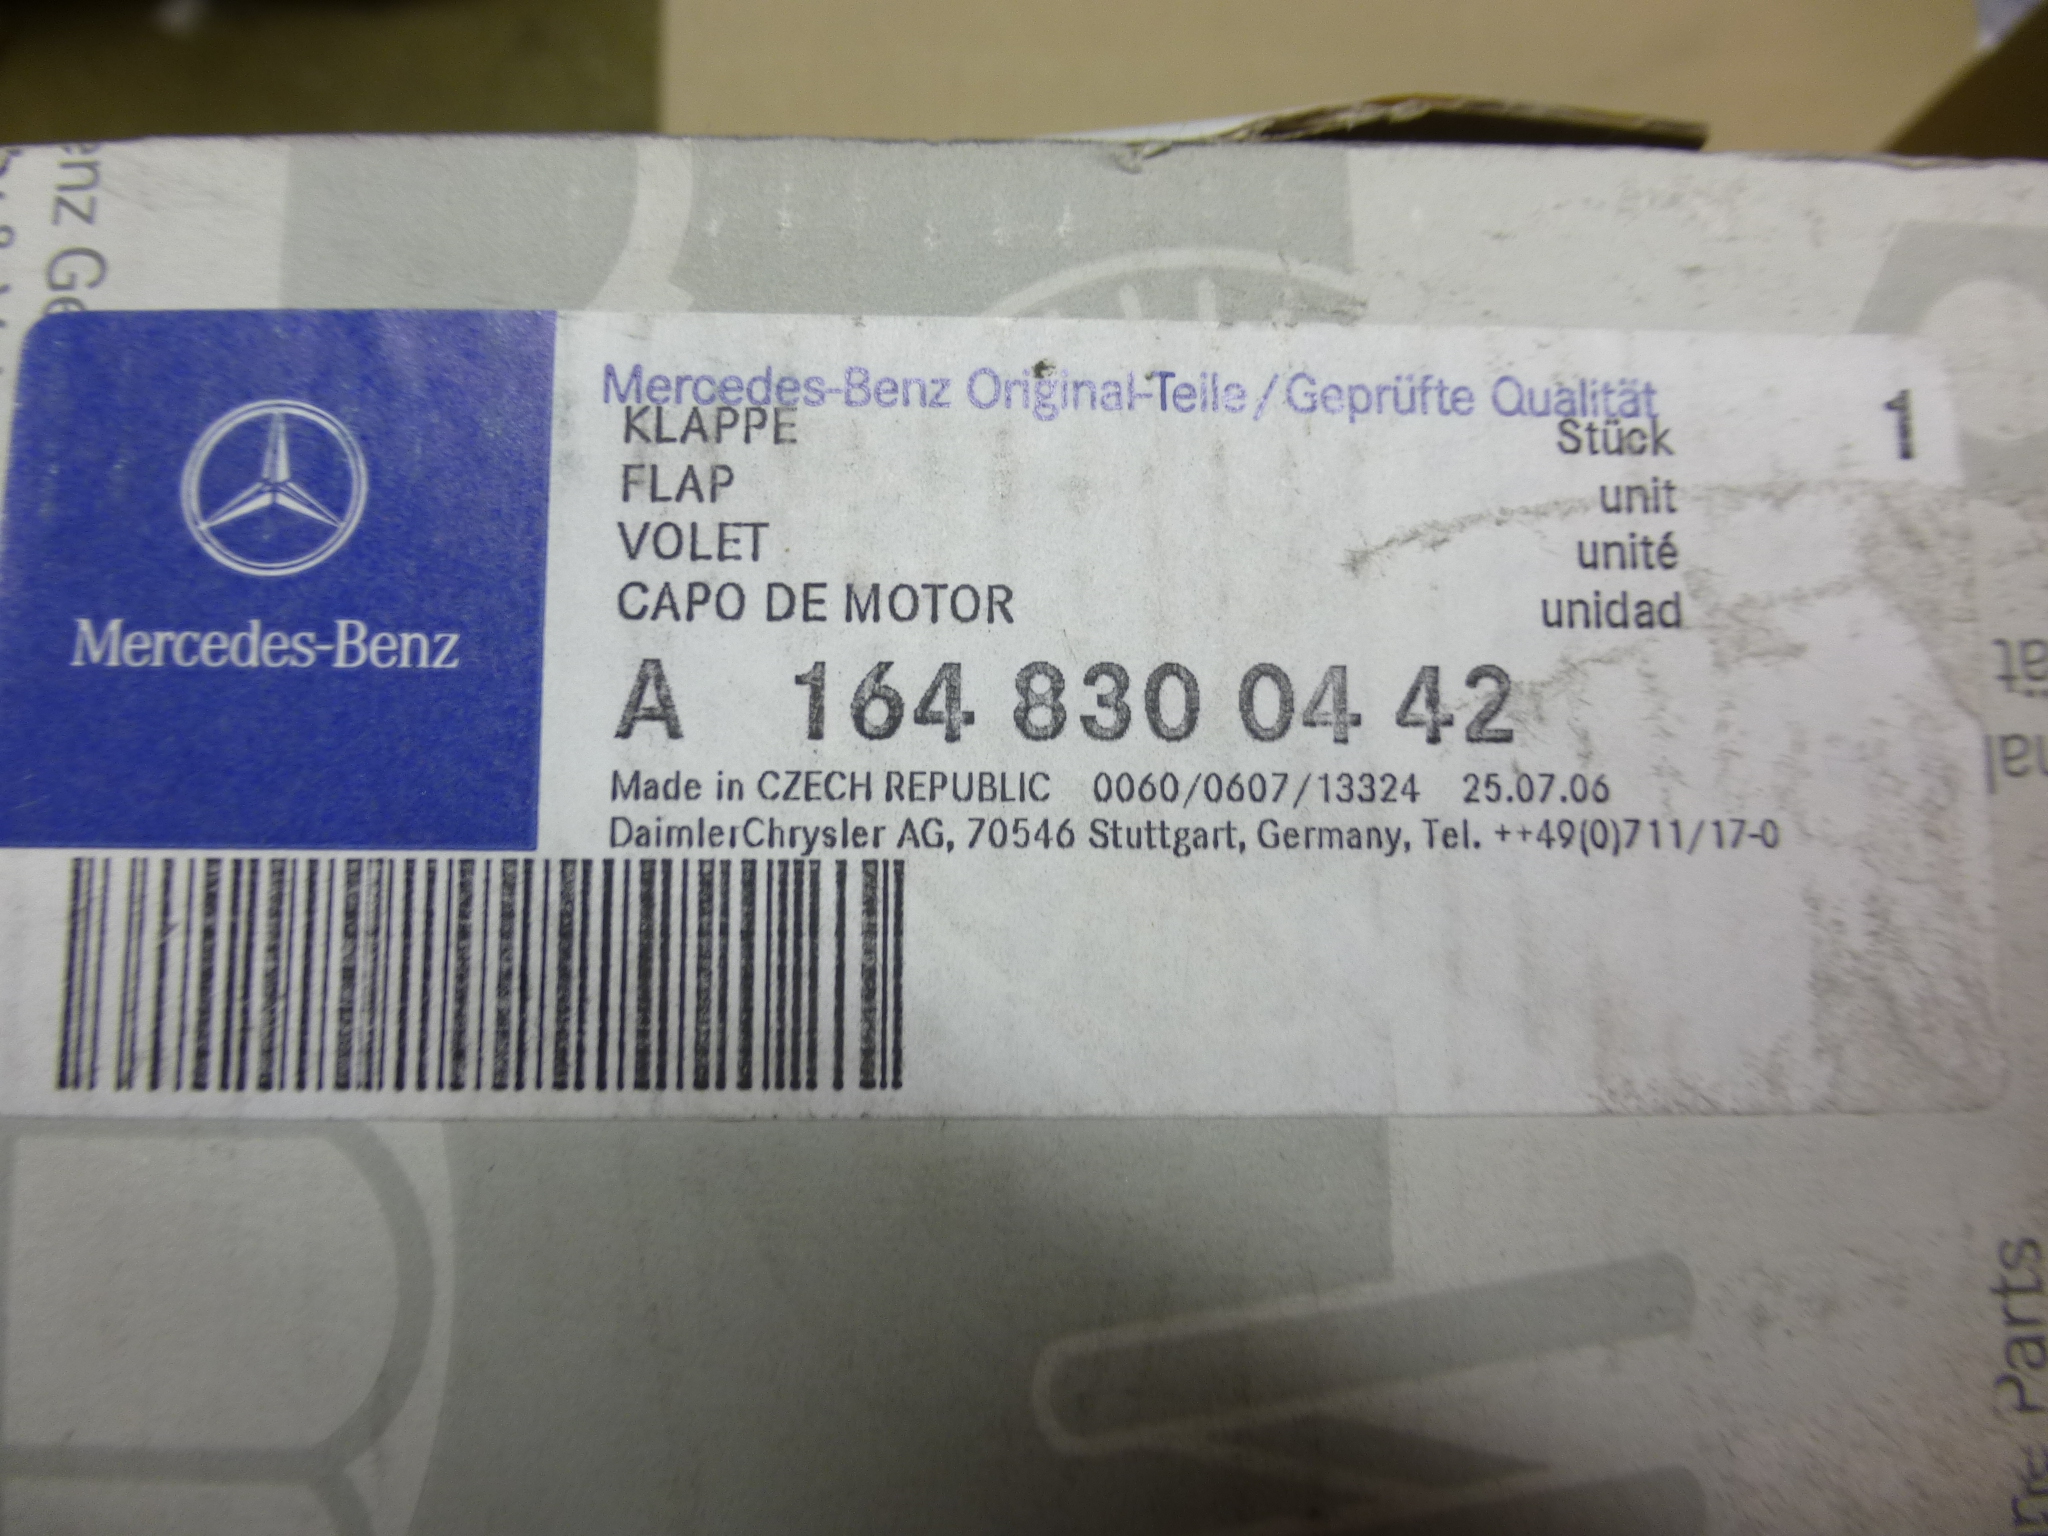 Mercedes-Benz
Mercedes-Benz Original-Teile/Geprüfte Qualität
KLAPPE Stück 1
FLAP unit
VOLET unité
CAPO DE MOTOR unidad
A 164 830 04 42
Made in CZECH REPUBLIC 0060/0607/13324 25.07.06
DaimlerChrysler AG, 70546 Stuttgart, Germany, Tel. ++49(0)711/17-0
Parts